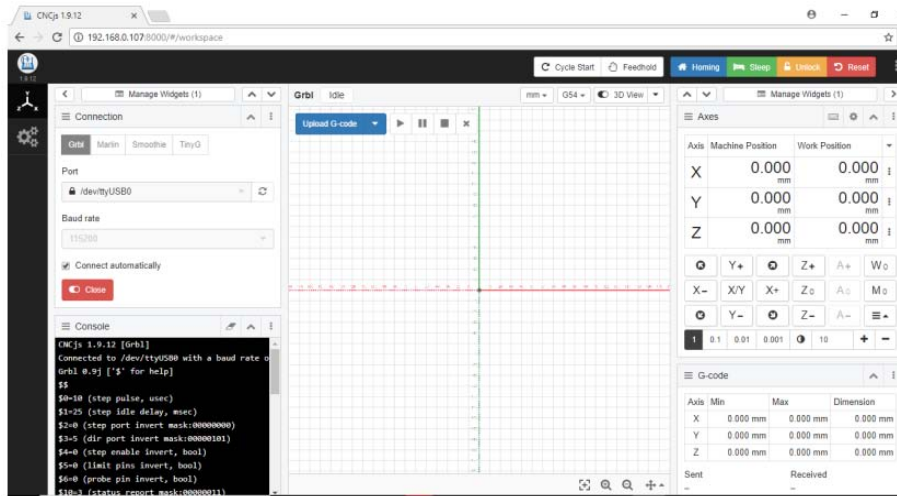 CNCjs 1.9.12
192.168.0.107:8000/#/workspace
1.9.12
Cycle Start Feedhold Homing Sleep Unlock Reset
Manage Widgets (1)
Connection
Grbl Marlin Smoothie TinyG
Port
/dev/ttyUSB0
Baud rate
115200
Connect automatically
Close
Console
CNCjs 1.9.12 [Grbl]
Connected to /dev/ttyUSB0 with a baud rate o
Grbl 0.9j ['$' for help]
$$
$0=10 (step pulse, usec)
$1=25 (step idle delay, msec)
$2=0 (step port invert mask:00000000)
$3=5 (dir port invert mask:00000101)
$4=0 (step enable invert, bool)
$5=0 (limit pins invert, bool)
$6=0 (probe pin invert, bool)
$10=3 (status report mask:00000011)
Grbl Idle mm G54 3D View
Upload G-code
Manage Widgets (1)
Axes
Axis Machine Position Work Position
X 0.000 mm 0.000 mm
Y 0.000 mm 0.000 mm
Z 0.000 mm 0.000 mm
Y+ Z+ A+ W0
X- X/Y X+ Z0 A0 M0
Y- Z- A-
1 0.1 0.01 0.001 10 + -
G-code
Axis Min Max Dimension
X 0.000 mm 0.000 mm 0.000 mm
Y 0.000 mm 0.000 mm 0.000 mm
Z 0.000 mm 0.000 mm 0.000 mm
Sent Received
– –